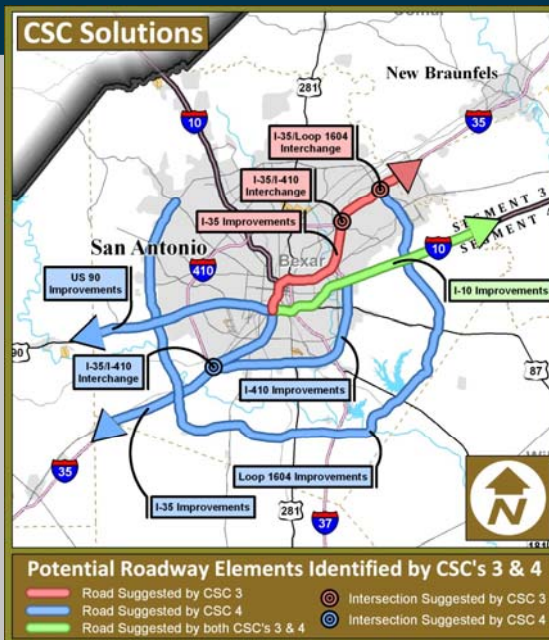 CSC Solutions
New Braunfels
281
10
35
I-35/Loop 1604
Interchange
I-35/I-410
Interchange
I-35 Improvements
SEGMENT 3
SEGMENT 4
San Antonio
Bexar
410
10
US 90
Improvements
I-10 Improvements
90
I-35/I-410
Interchange
I-410 Improvements
87
Loop 1604 Improvements
35
I-35 Improvements
281
37
N
Potential Roadway Elements Identified by CSC's 3 & 4
Road Suggested by CSC 3
Road Suggested by CSC 4
Road Suggested by both CSC's 3 & 4
Intersection Suggested by CSC 3
Intersection Suggested by CSC 4